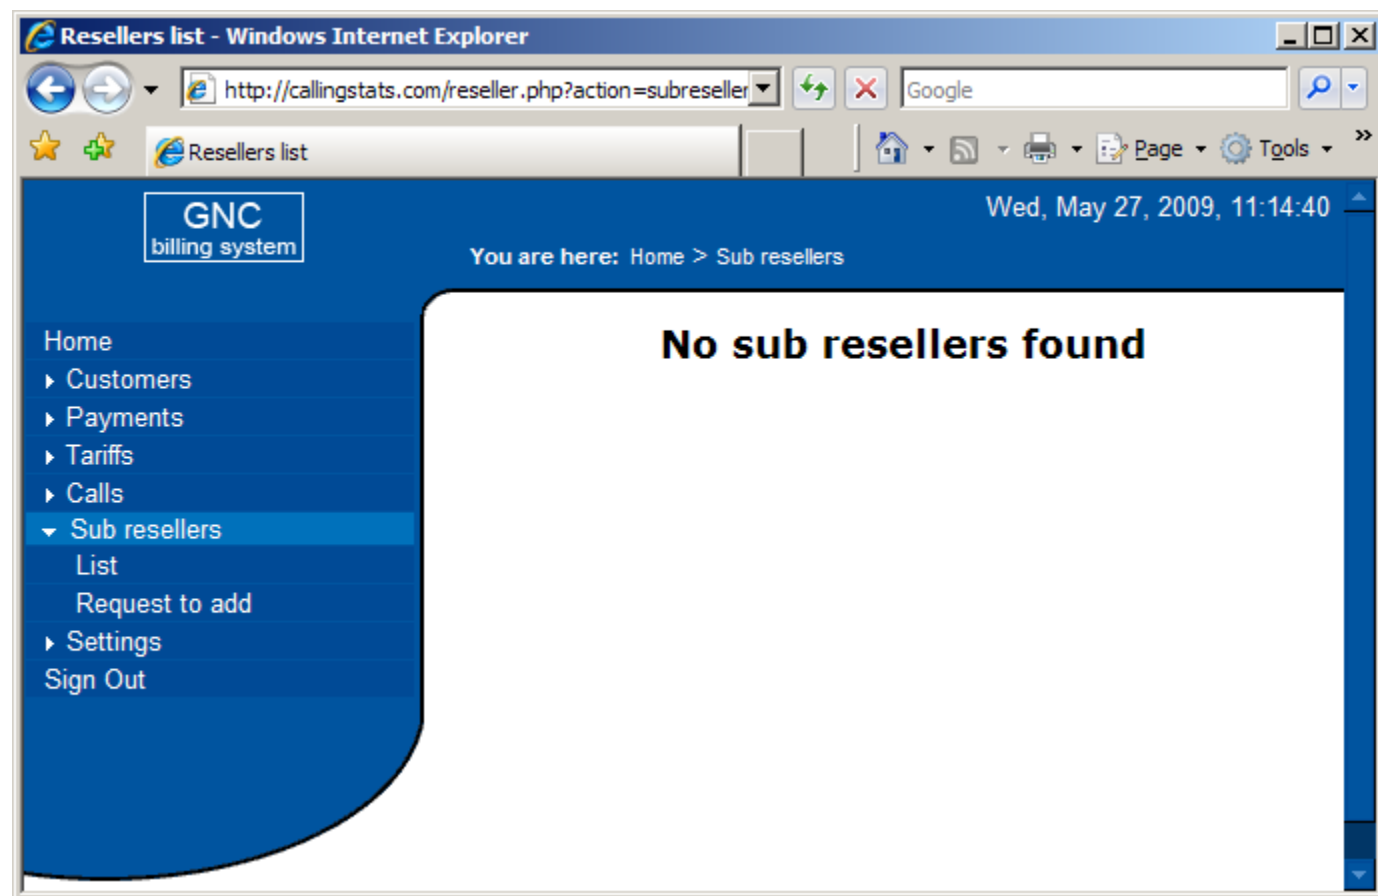 Resellers list - Windows Internet Explorer
http://callingstats.com/reseller.php?action=subreseller
Google
Resellers list
Page
Tools
»
GNC
billing system
Wed, May 27, 2009, 11:14:40
You are here: Home > Sub resellers
No sub resellers found
Home
Customers
Payments
Tariffs
Calls
Sub resellers
List
Request to add
Settings
Sign Out